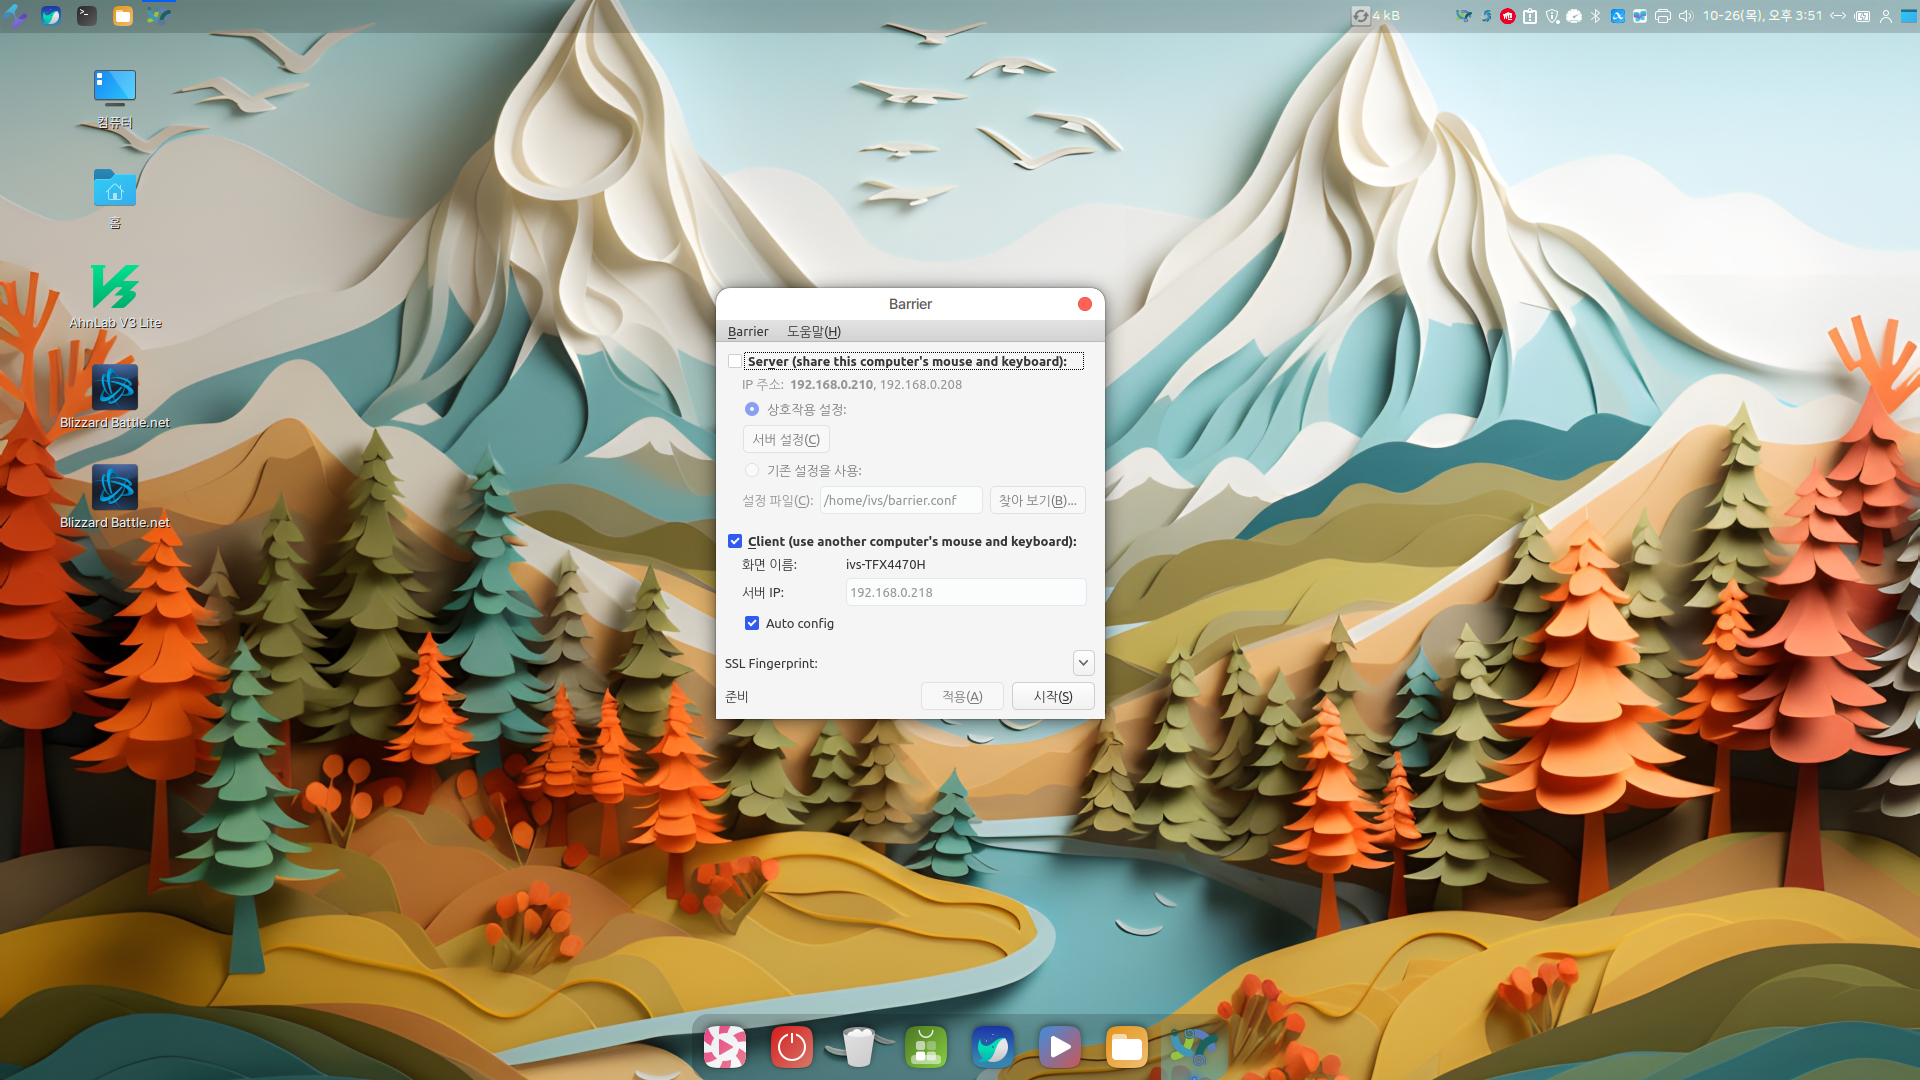 4 kB
10-26(목), 오후 3:51
컴퓨터
홈
AhnLab V3 Lite
Blizzard Battle.net
Blizzard Battle.net
Barrier
Barrier 도움말(H)
Server (share this computer's mouse and keyboard):
IP 주소: 192.168.0.210, 192.168.0.208
상호작용 설정:
서버 설정(C)
기존 설정을 사용:
설정 파일(C): /home/ivs/barrier.conf 찾아 보기(B)...
Client (use another computer's mouse and keyboard):
화면 이름: ivs-TFX4470H
서버 IP: 192.168.0.218
Auto config
SSL Fingerprint:
준비 적용(A) 시작(S)